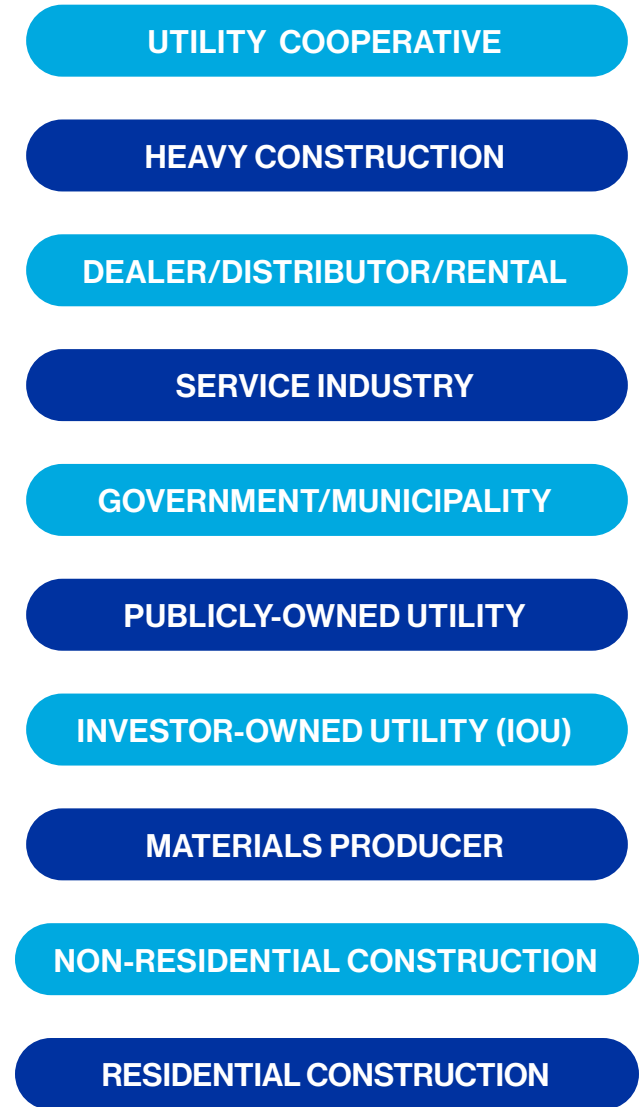 UTILITY COOPERATIVE
HEAVY CONSTRUCTION
DEALER/DISTRIBUTOR/RENTAL
SERVICE INDUSTRY
GOVERNMENT/MUNICIPALITY
PUBLICLY-OWNED UTILITY
INVESTOR-OWNED UTILITY (IOU)
MATERIALS PRODUCER
NON-RESIDENTIAL CONSTRUCTION
RESIDENTIAL CONSTRUCTION